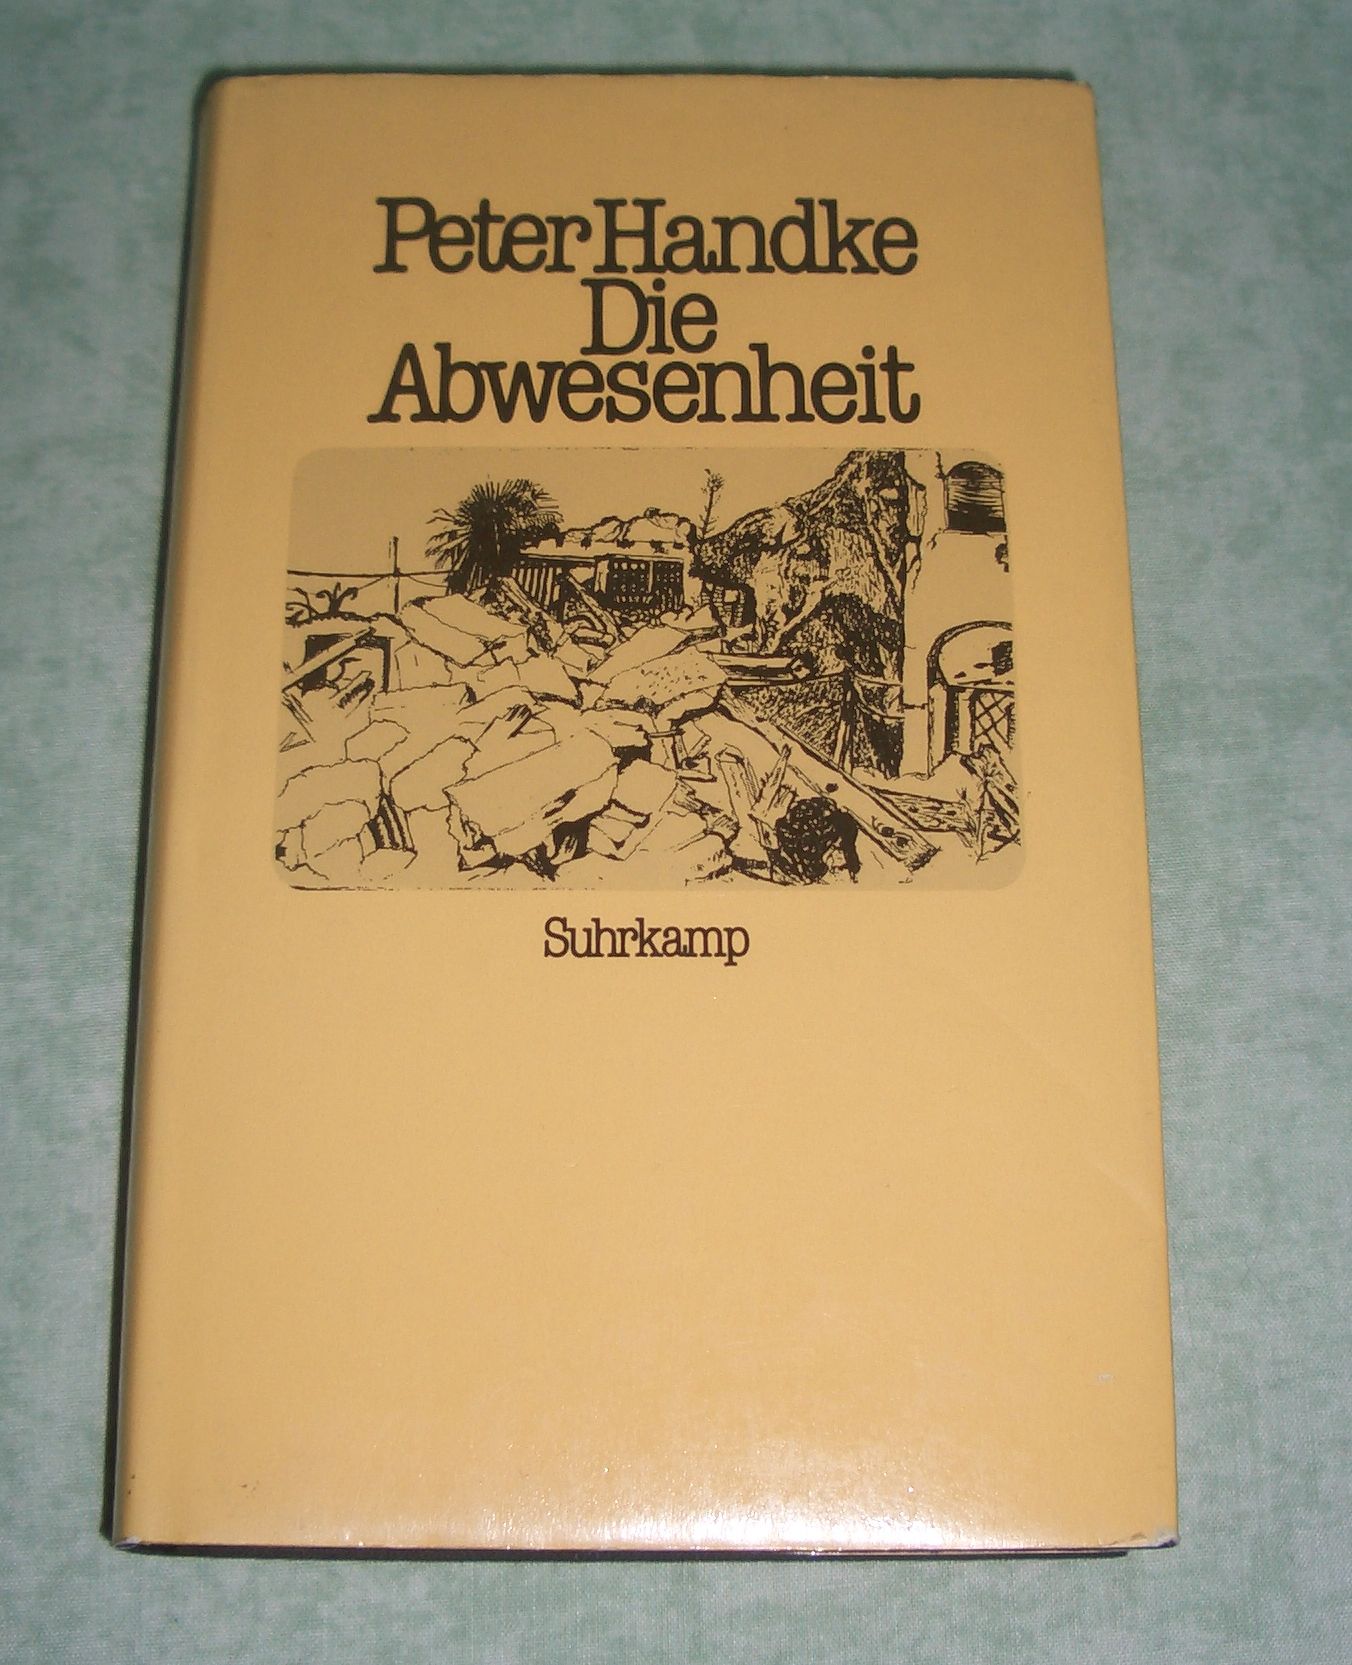 Peter Handke
Die
Abwesenheit
Suhrkamp